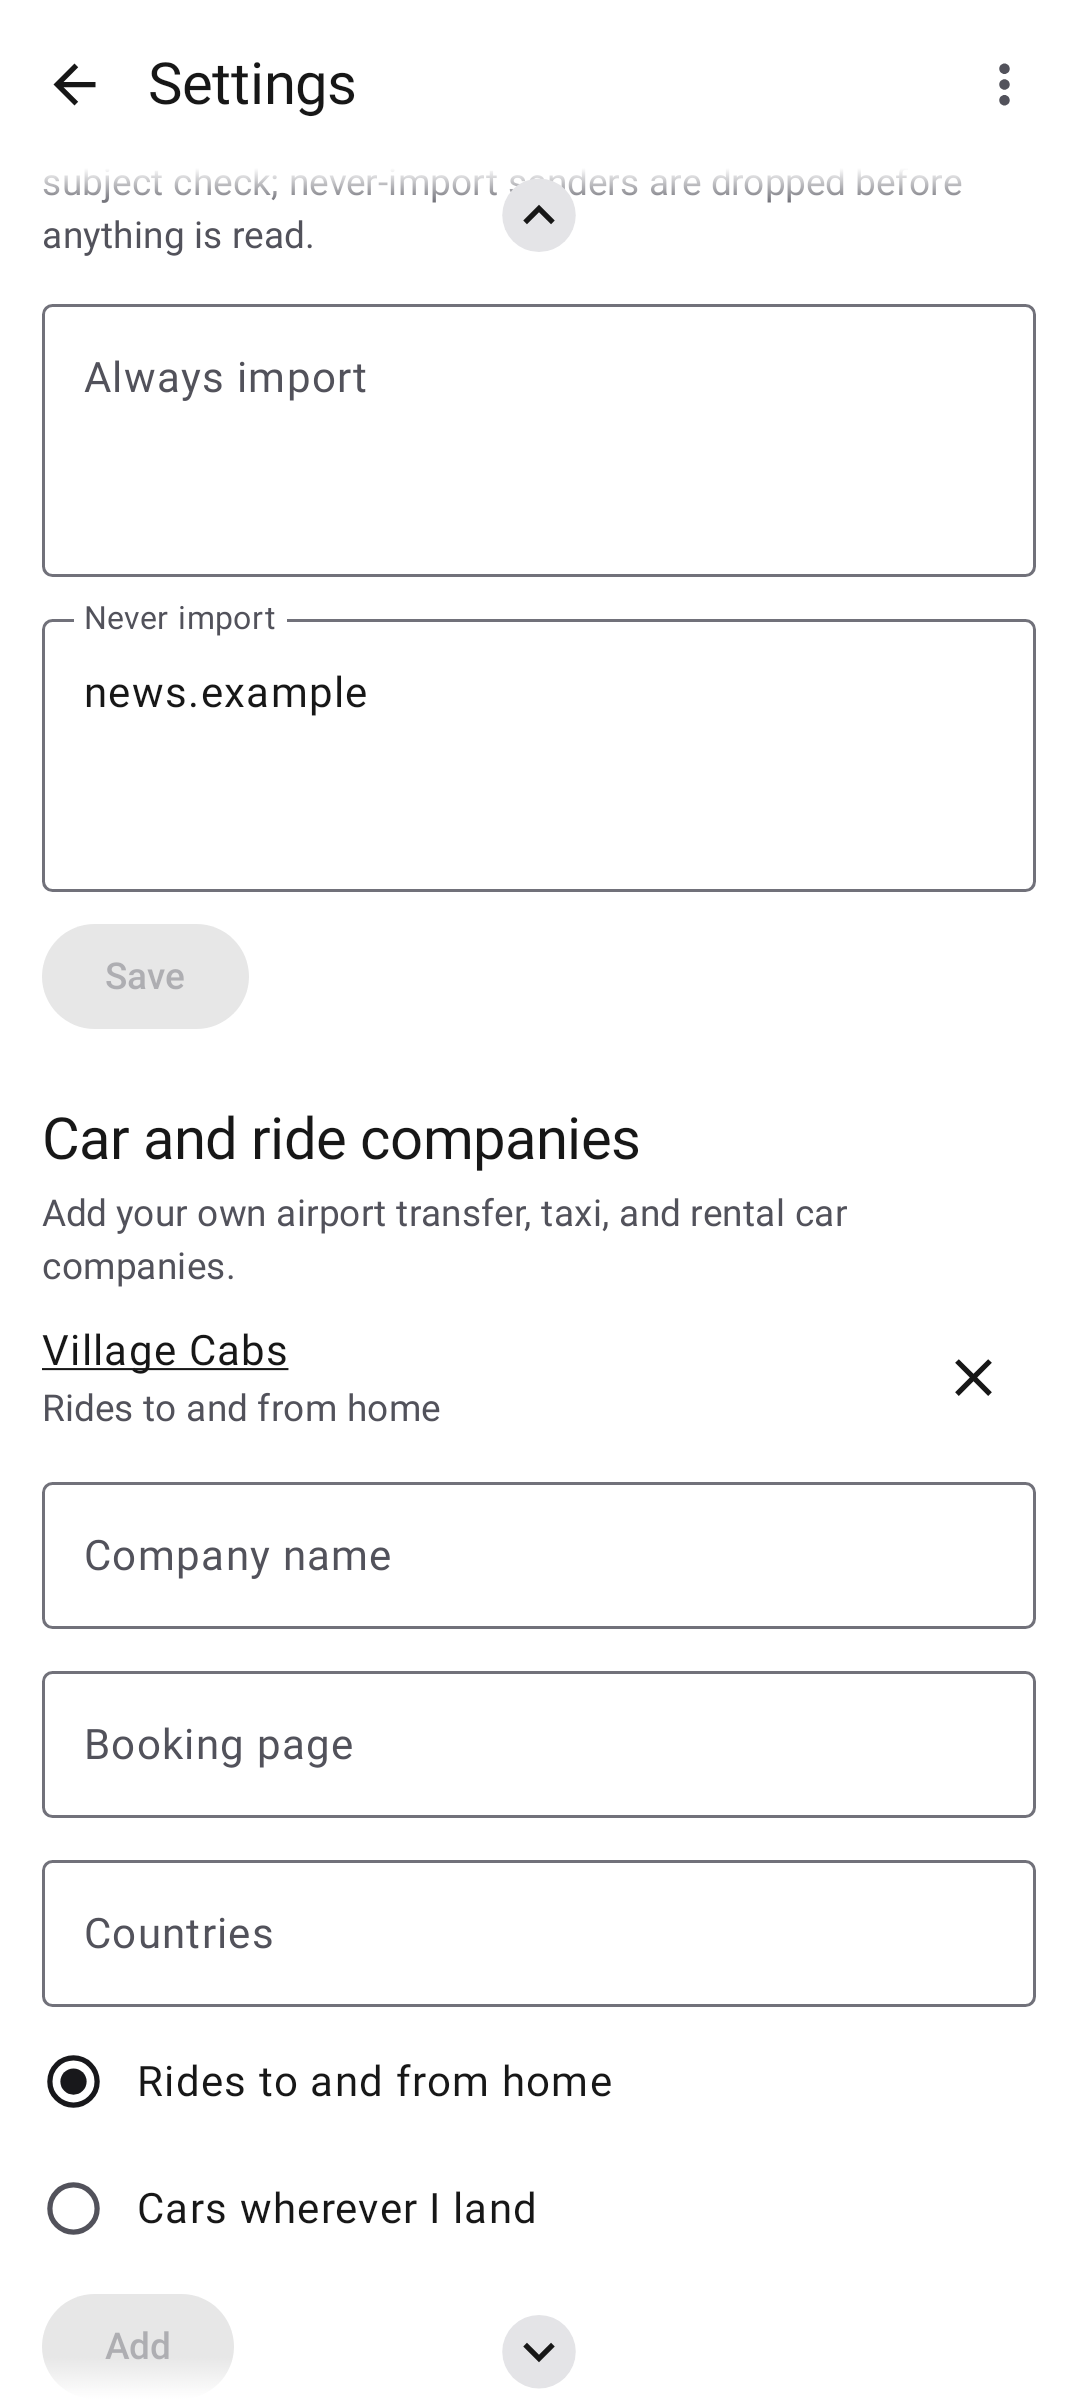 Settings
subject check; never-import senders are dropped before
anything is read.
Always import
Never import
news.example
Save
Car and ride companies
Add your own airport transfer, taxi, and rental car
companies.
Village Cabs
Rides to and from home
Company name
Booking page
Countries
Rides to and from home
Cars wherever I land
Add